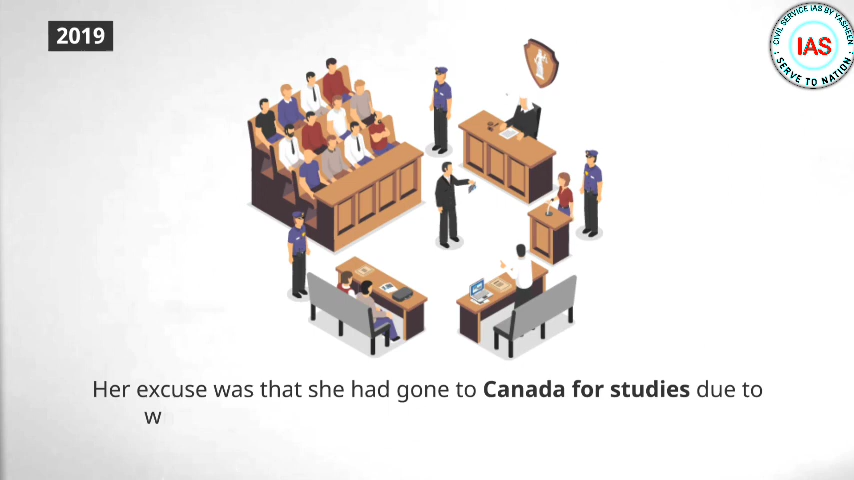 2019
CIVIL SERVICE IAS BY YASHEEN
IAS
: SERVE TO NATION :
Her excuse was that she had gone to Canada for studies due to
w